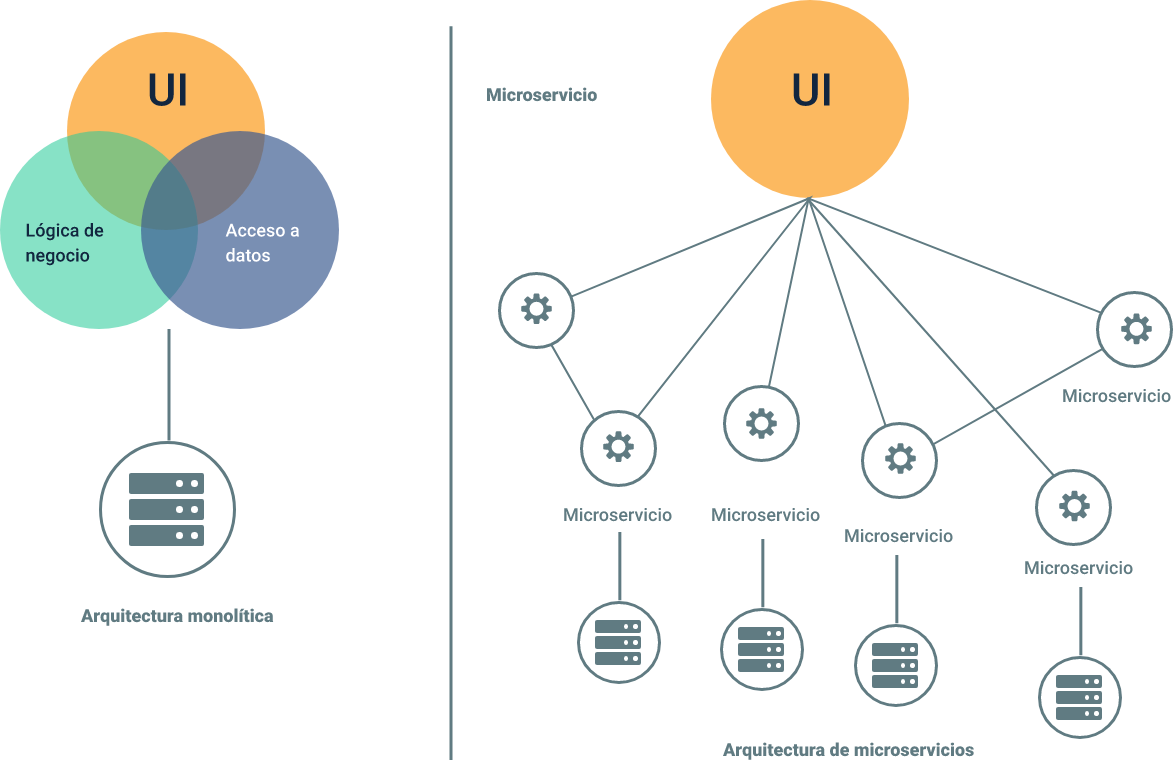 UI
Lógica de
negocio
Acceso a
datos
Arquitectura monolítica
Microservicio
UI
Microservicio
Microservicio
Microservicio
Microservicio
Microservicio
Arquitectura de microservicios